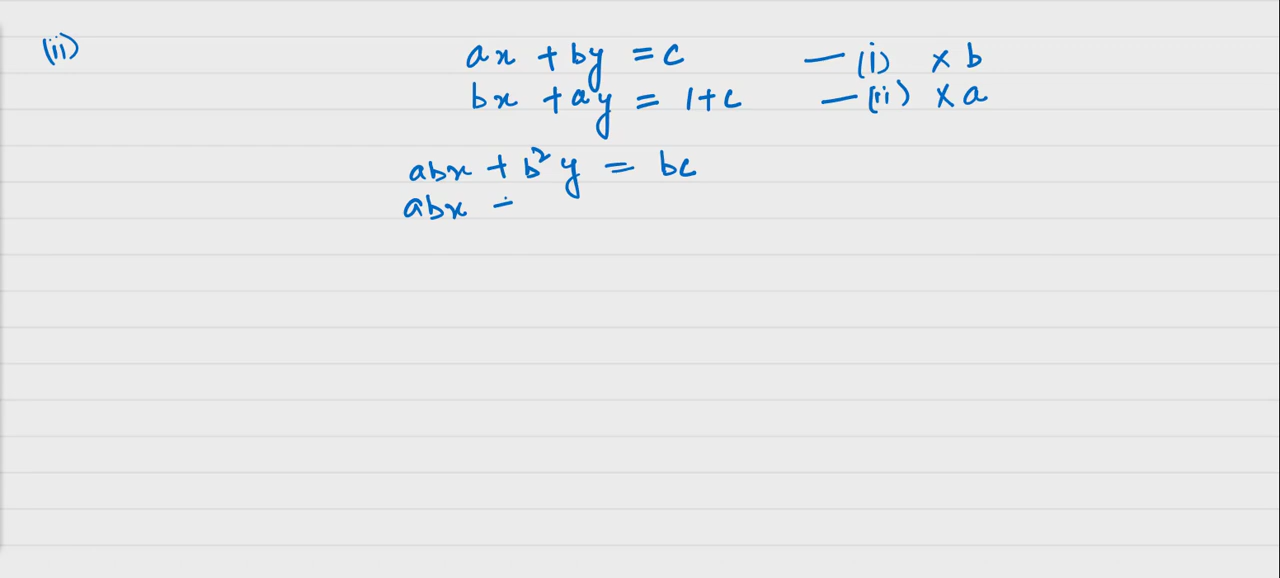 (ii) ax + by = c — (i) × b
bx + ay = 1+c — (ii) × a
abx + b²y = bc
abx